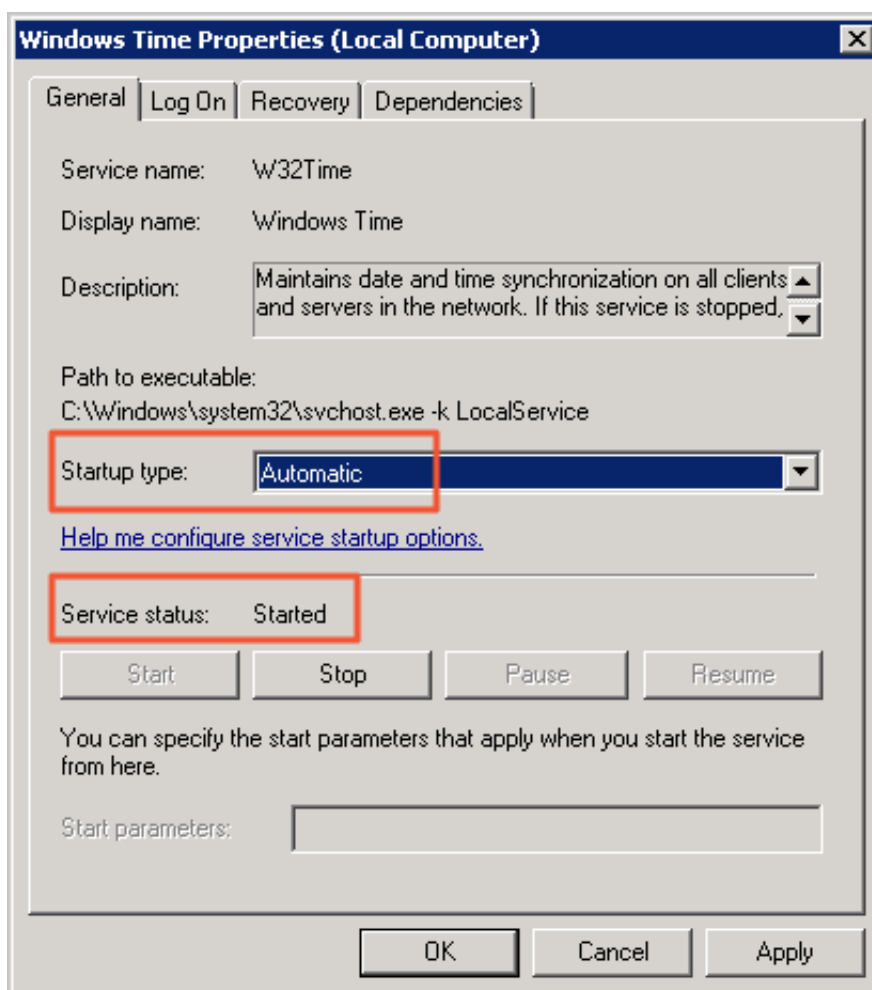 Windows Time Properties (Local Computer)
General Log On Recovery Dependencies
Service name: W32Time
Display name: Windows Time
Description: Maintains date and time synchronization on all clients
and servers in the network. If this service is stopped,
Path to executable:
C:\Windows\system32\svchost.exe -k LocalService
Startup type: Automatic
Help me configure service startup options.
Service status: Started
Start Stop Pause Resume
You can specify the start parameters that apply when you start the service
from here.
Start parameters:
OK Cancel Apply